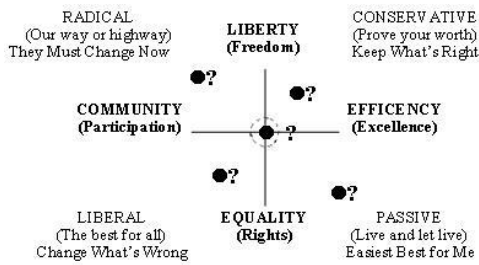 RADICAL
(Our way or highway)
They Must Change Now
LIBERTY
(Freedom)
CONSERVATIVE
(Prove your worth)
Keep What's Right
?
?
COMMUNITY
(Participation)
EFFICENCY
(Excellence)
?
?
?
LIBERAL
(The best for all)
Change What's Wrong
EQUALITY
(Rights)
PASSIVE
(Live and let live)
Easiest Best for Me